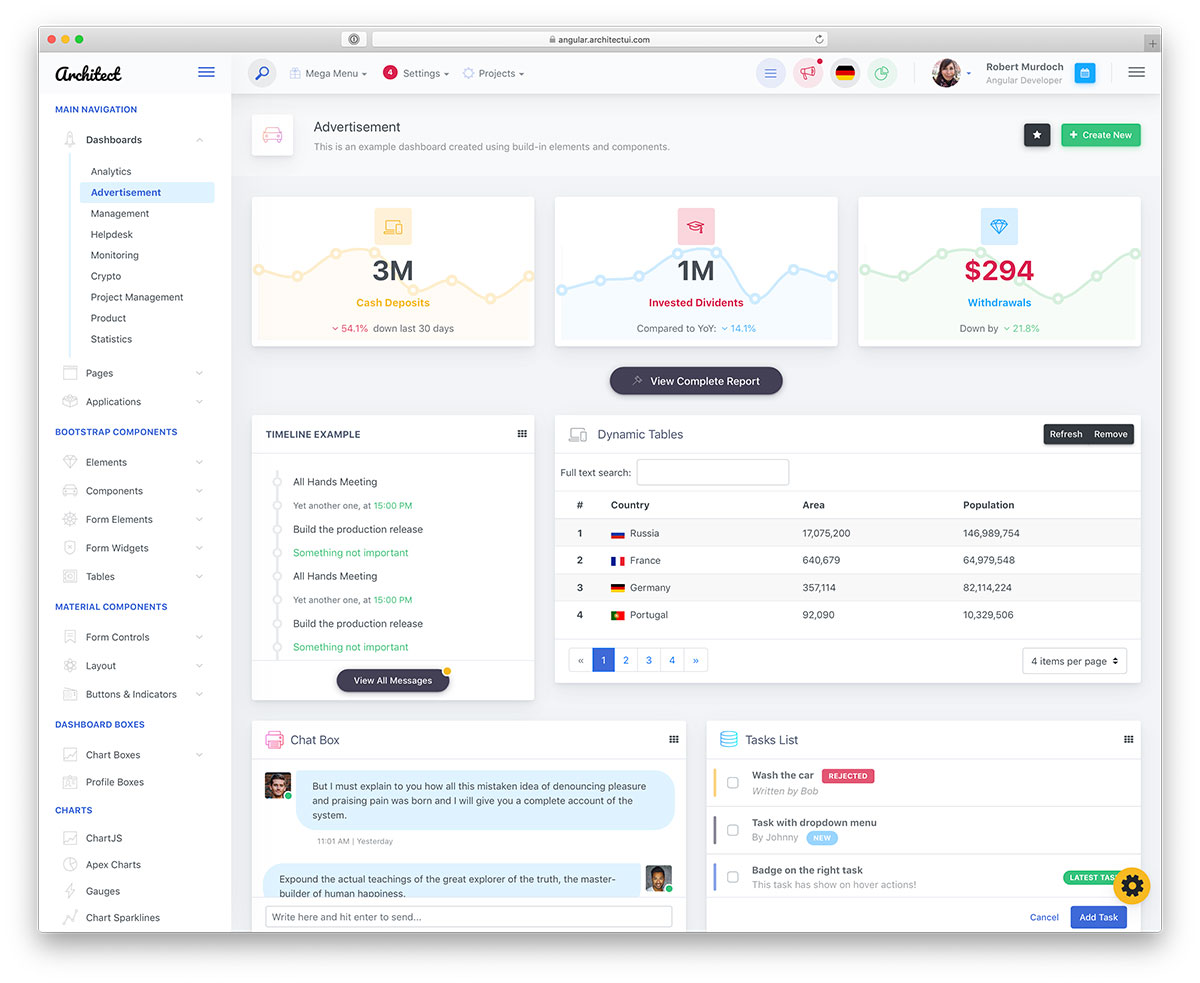 angular.architectui.com
Architect
Mega Menu
4
Settings
Projects
Robert Murdoch
Angular Developer
MAIN NAVIGATION
Dashboards
Analytics
Advertisement
Management
Helpdesk
Monitoring
Crypto
Project Management
Product
Statistics
Pages
Applications
BOOTSTRAP COMPONENTS
Elements
Components
Form Elements
Form Widgets
Tables
MATERIAL COMPONENTS
Form Controls
Layout
Buttons & Indicators
DASHBOARD BOXES
Chart Boxes
Profile Boxes
CHARTS
ChartJS
Apex Charts
Gauges
Chart Sparklines
Advertisement
This is an example dashboard created using build-in elements and components.
+ Create New
3M
Cash Deposits
54.1% down last 30 days
1M
Invested Dividents
Compared to YoY: 14.1%
$294
Withdrawals
Down by 21.8%
View Complete Report
TIMELINE EXAMPLE
All Hands Meeting
Yet another one, at 15:00 PM
Build the production release
Something not important
All Hands Meeting
Yet another one, at 15:00 PM
Build the production release
Something not important
View All Messages
Dynamic Tables
Refresh Remove
Full text search:
# Country Area Population
1 Russia 17,075,200 146,989,754
2 France 640,679 64,979,548
3 Germany 357,114 82,114,224
4 Portugal 92,090 10,329,506
« 1 2 3 4 »
4 items per page
Chat Box
But I must explain to you how all this mistaken idea of denouncing pleasure
and praising pain was born and I will give you a complete account of the
system.
11:01 AM | Yesterday
Expound the actual teachings of the great explorer of the truth, the master-
builder of human happiness.
Write here and hit enter to send...
Tasks List
Wash the car REJECTED
Written by Bob
Task with dropdown menu
By Johnny NEW
Badge on the right task
This task has show on hover actions!
LATEST TAS
Cancel
Add Task